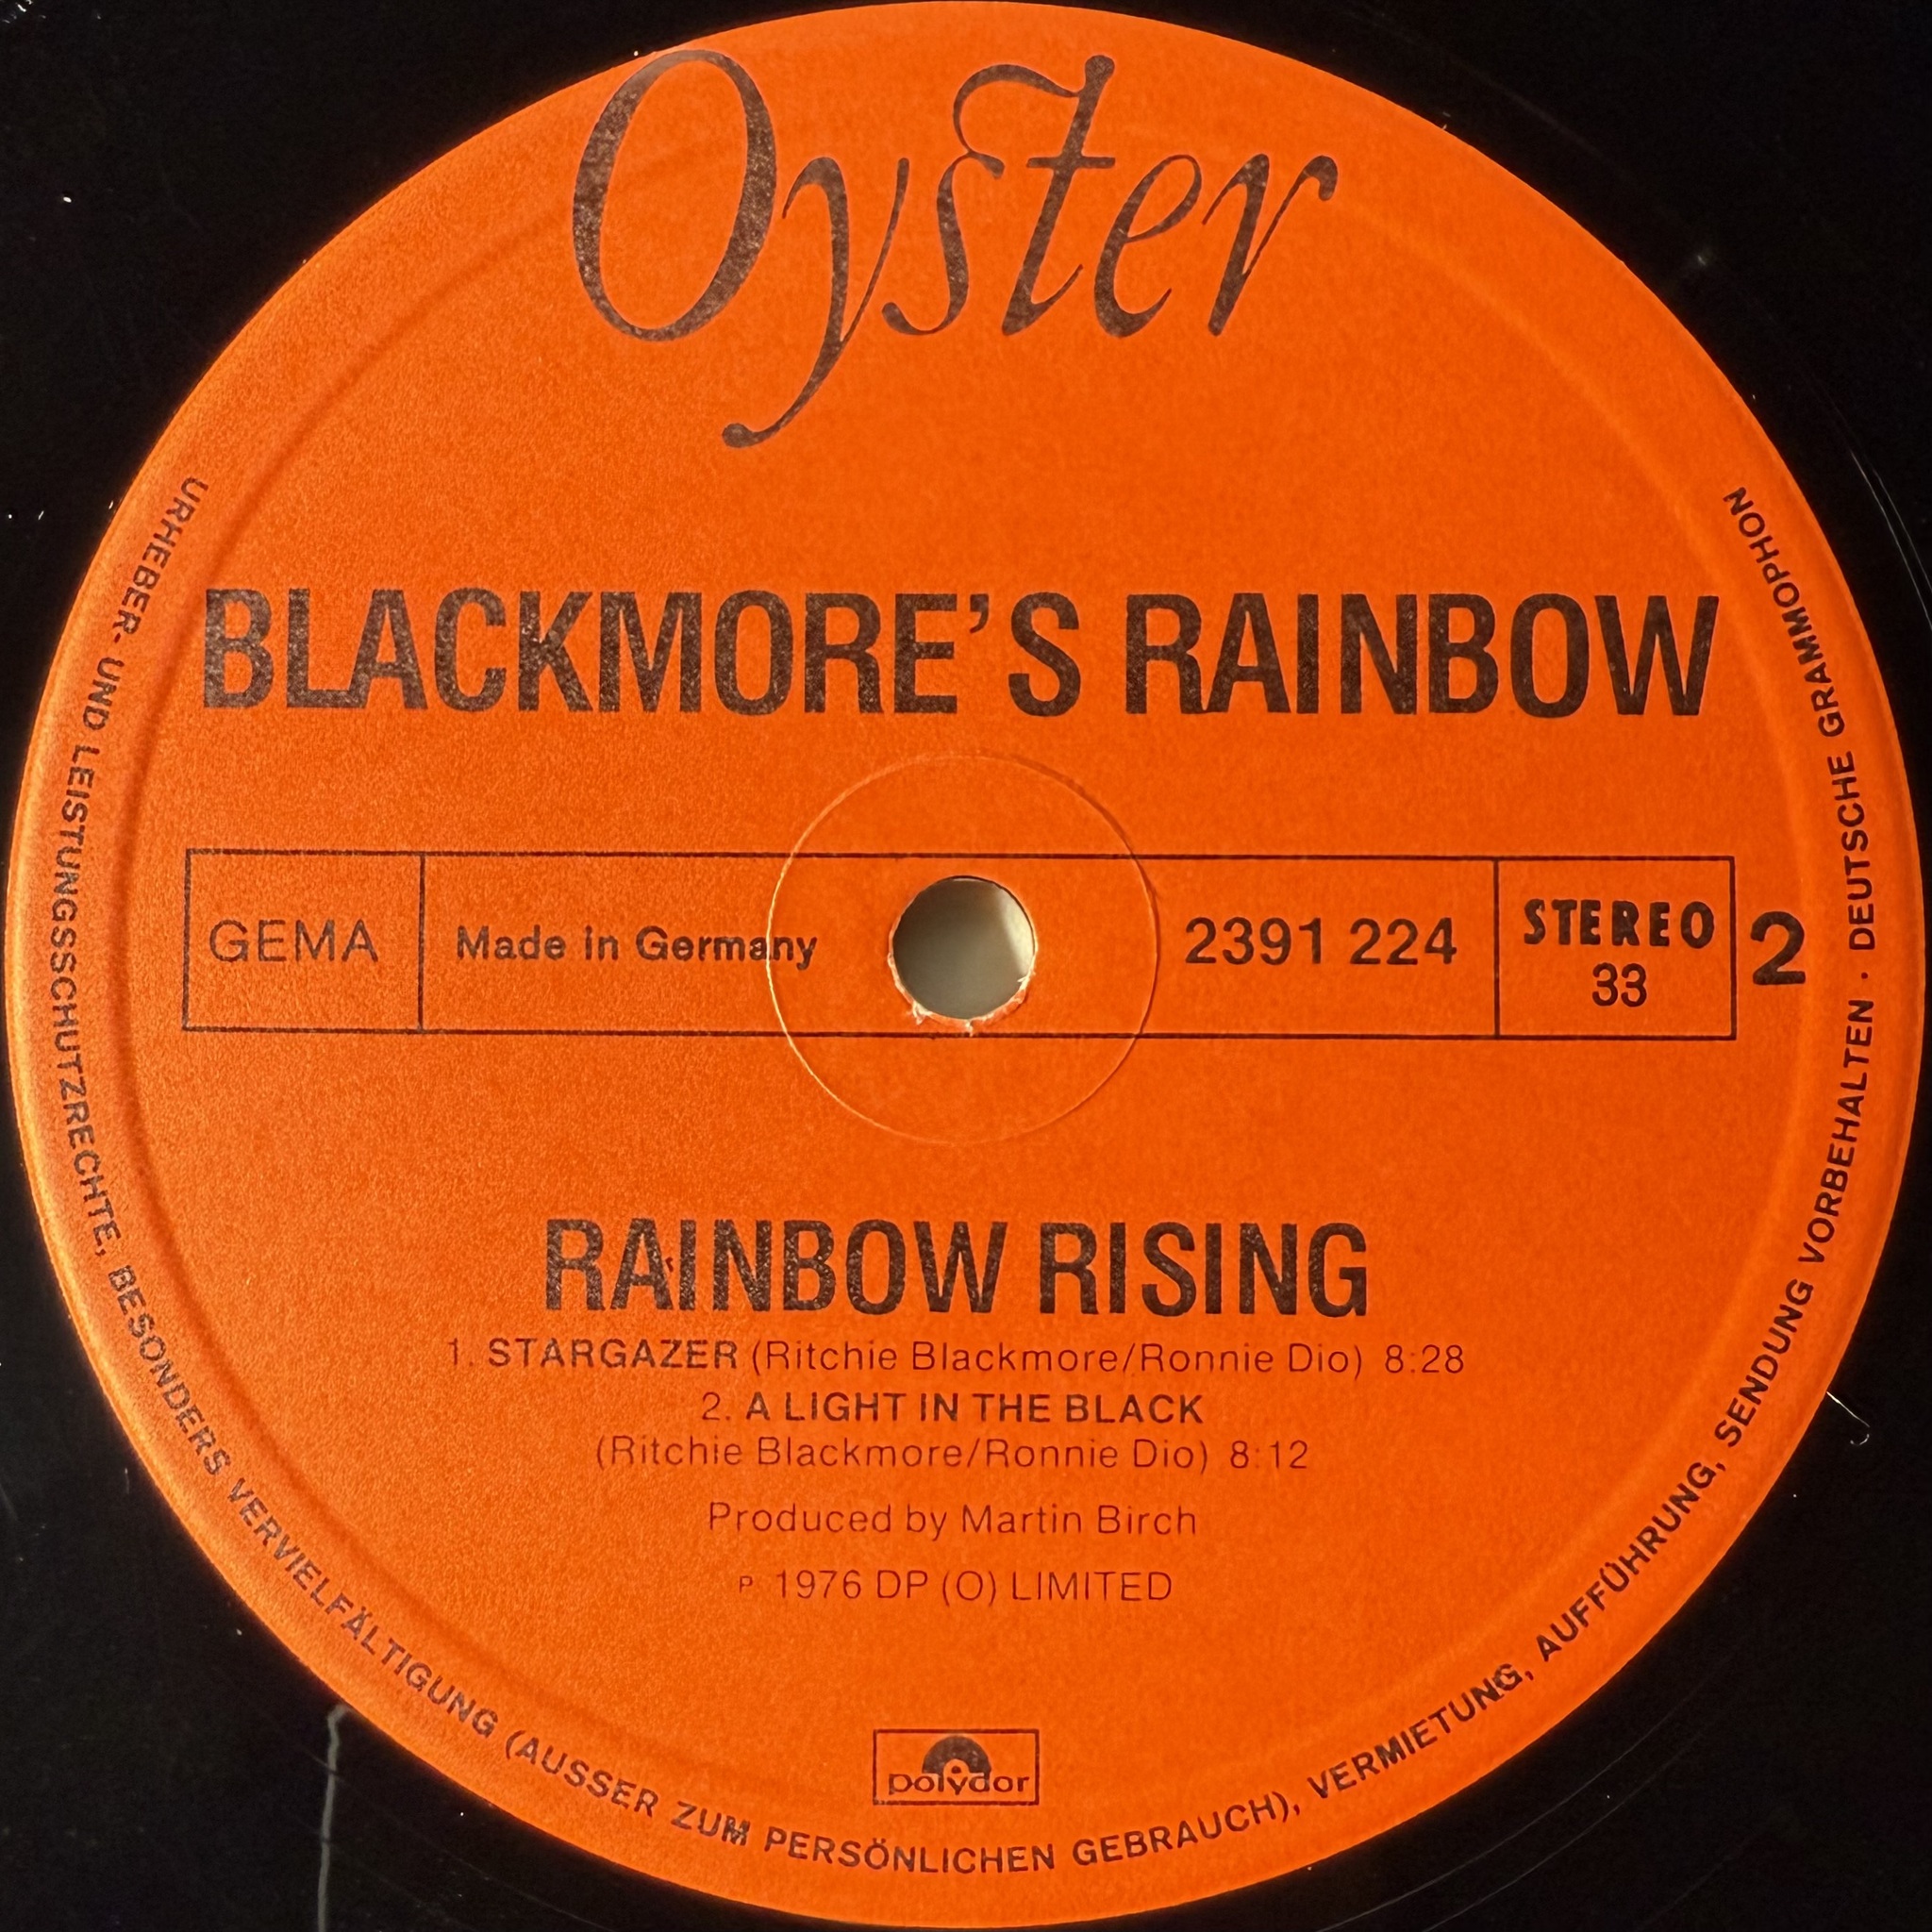 Oyster
BLACKMORE'S RAINBOW
GEMA
Made in Germany
2391 224
STEREO
33
2
RAINBOW RISING
1. STARGAZER (Ritchie Blackmore/Ronnie Dio) 8:28
2. A LIGHT IN THE BLACK
(Ritchie Blackmore/Ronnie Dio) 8:12
Produced by Martin Birch
P 1976 DP (O) LIMITED
polydor
URHEBER- UND LEISTUNGSSCHUTZRECHTE, BESONDERS VERVIELFÄLTIGUNG (AUSSER ZUM PERSÖNLICHEN GEBRAUCH), VERMIETUNG, AUFFÜHRUNG, SENDUNG VORBEHALTEN · DEUTSCHE GRAMMOPHON